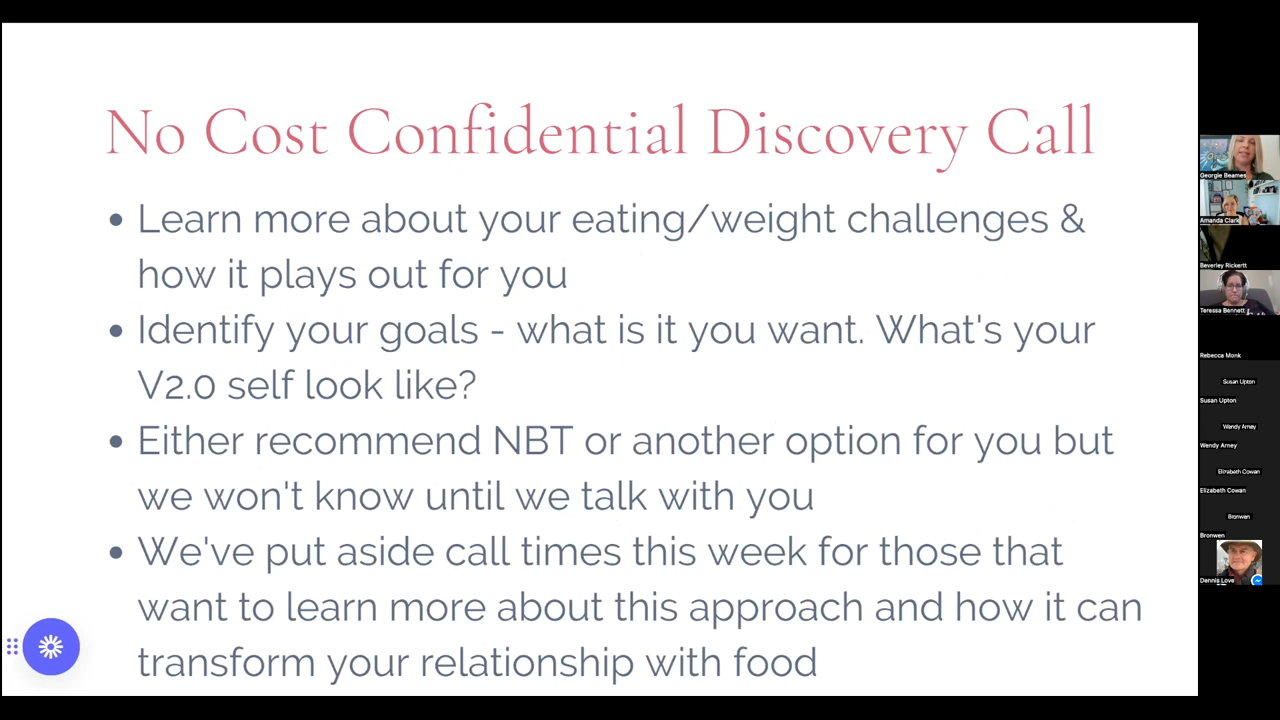 No Cost Confidential Discovery Call
• Learn more about your eating/weight challenges &
how it plays out for you
• Identify your goals - what is it you want. What's your
V2.0 self look like?
• Either recommend NBT or another option for you but
we won't know until we talk with you
• We've put aside call times this week for those that
want to learn more about this approach and how it can
transform your relationship with food
Georgie Beames
Amanda Clark
Beverley Rickertt
Teressa Bennett
Rebecca Monk
Susan Upton
Susan Upton
Wendy Arney
Wendy Arney
Elizabeth Cowan
Elizabeth Cowan
Bronwen
Bronwen
Dennis Love